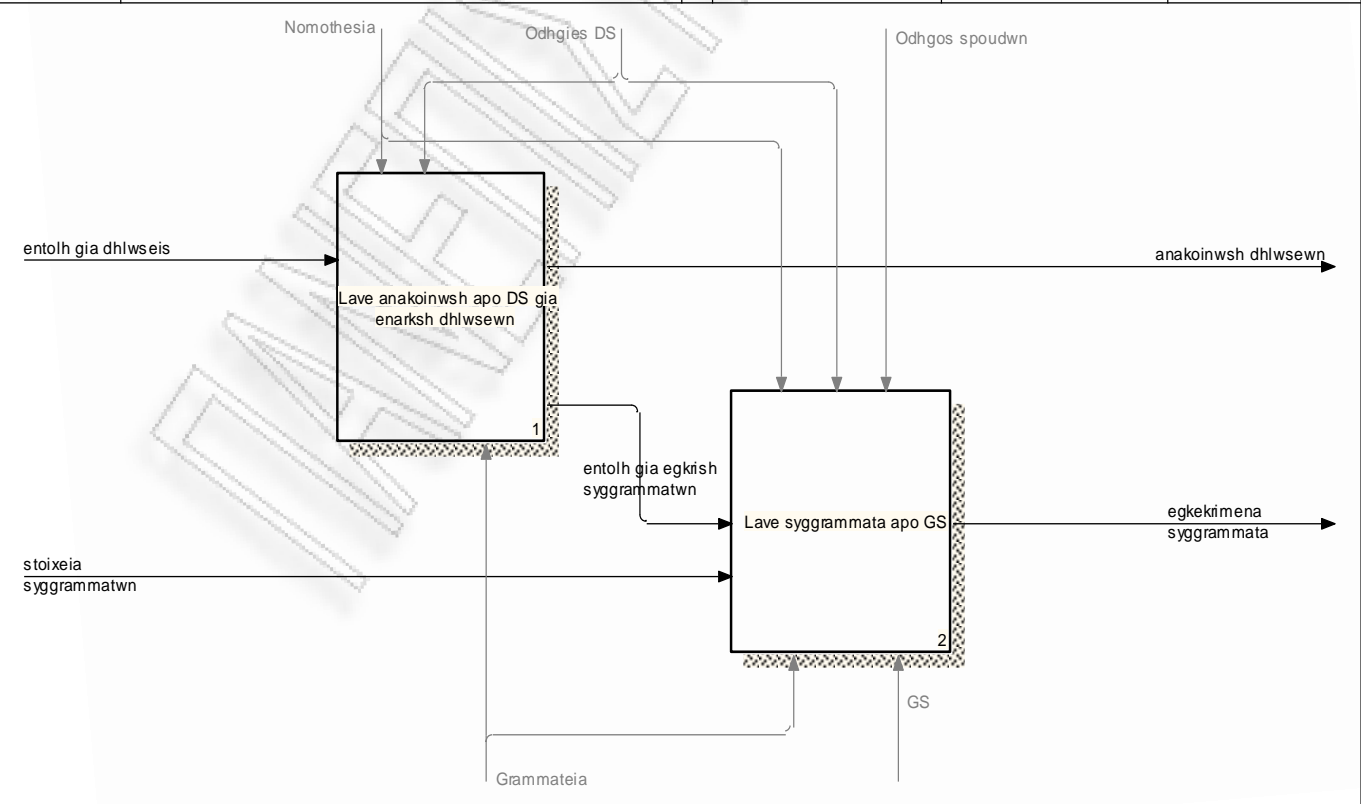 Nomothesia
Odhgies DS
Odhgos spoudwn
entolh gia dhlwseis
anakoinwsh dhlwsewn
Lave anakoinwsh apo DS gia
enarksh dhlwsewn
1
entolh gia egkrish
syggrammatwn
Lave syggrammata apo GS
egkekrimena
syggrammata
stoixeia
syggrammatwn
2
GS
Grammateia